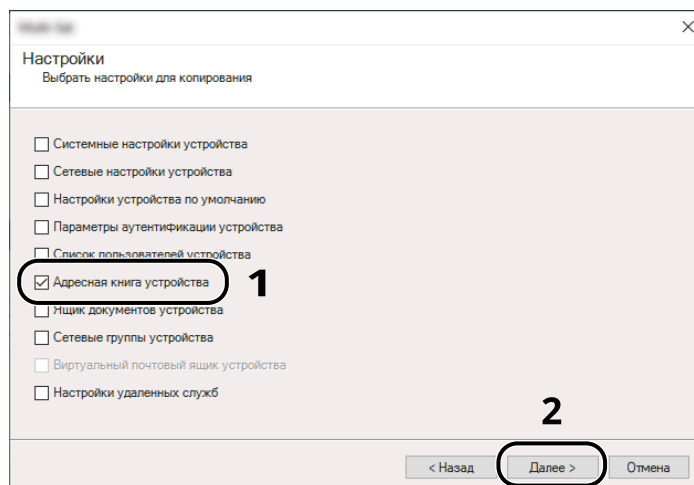 Настройки
Выбрать настройки для копирования
Системные настройки устройства
Сетевые настройки устройства
Настройки устройства по умолчанию
Параметры аутентификации устройства
Список пользователей устройства
Адресная книга устройства
1
Ящик документов устройства
Сетевые группы устройства
Виртуальный почтовый ящик устройства
Настройки удаленных служб
2
< Назад
Далее >
Отмена